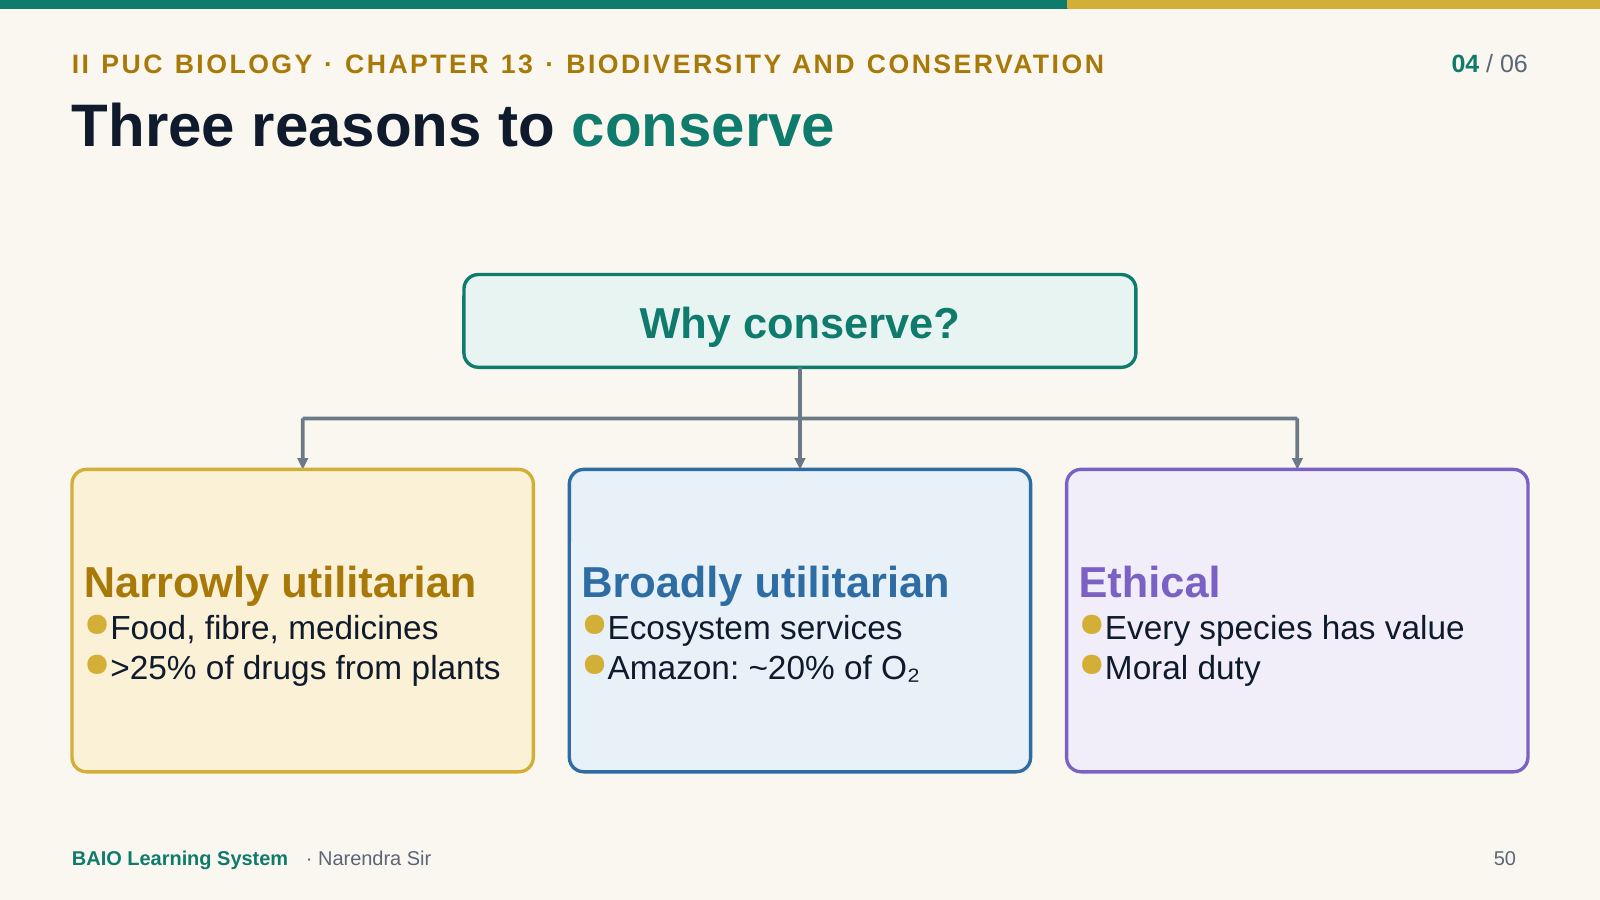 II PUC BIOLOGY · CHAPTER 13 · BIODIVERSITY AND CONSERVATION
04 / 06
Three reasons to conserve
Why conserve?
Narrowly utilitarian
●Food, fibre, medicines
●>25% of drugs from plants
Broadly utilitarian
●Ecosystem services
●Amazon: ~20% of O₂
Ethical
●Every species has value
●Moral duty
BAIO Learning System · Narendra Sir
50